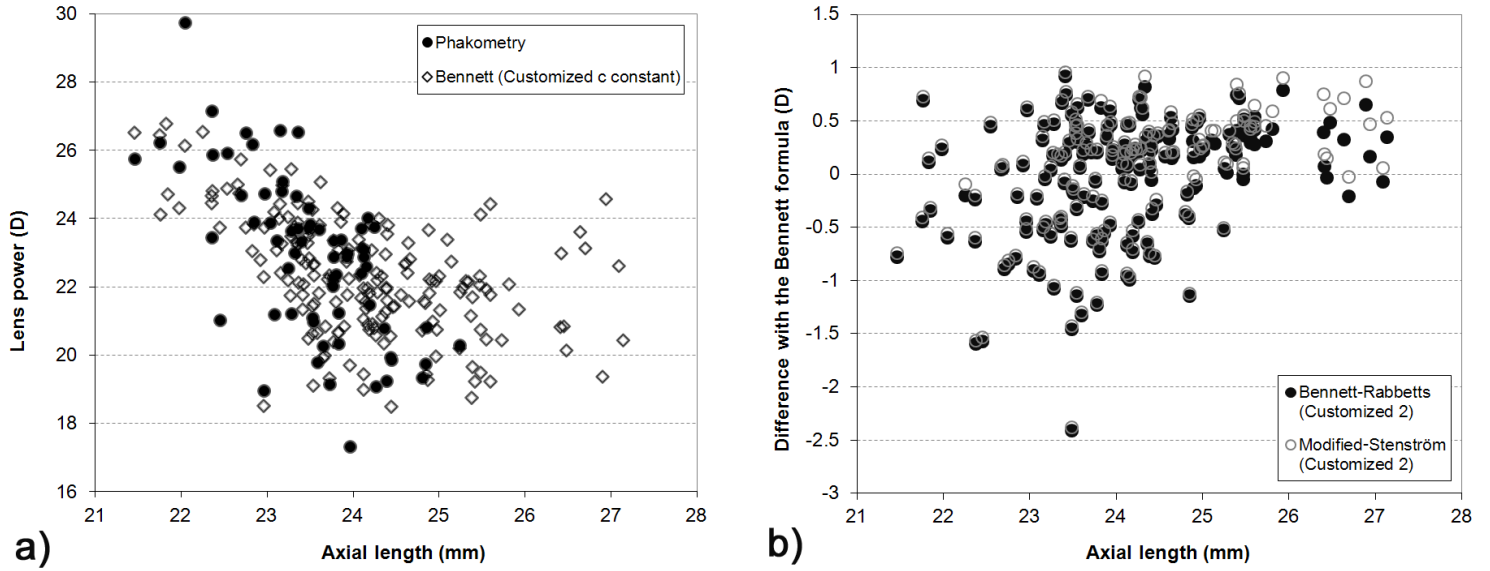 30
28
26
24
22
20
18
16
Lens power (D)
Phakometry
Bennett (Customized c constant)
21 22 23 24 25 26 27 28
Axial length (mm)
a)
1.5
1
0.5
0
-0.5
-1
-1.5
-2
-2.5
-3
Difference with the Bennett formula (D)
Bennett-Rabbetts
(Customized 2)
Modified-Stenström
(Customized 2)
21 22 23 24 25 26 27 28
Axial length (mm)
b)